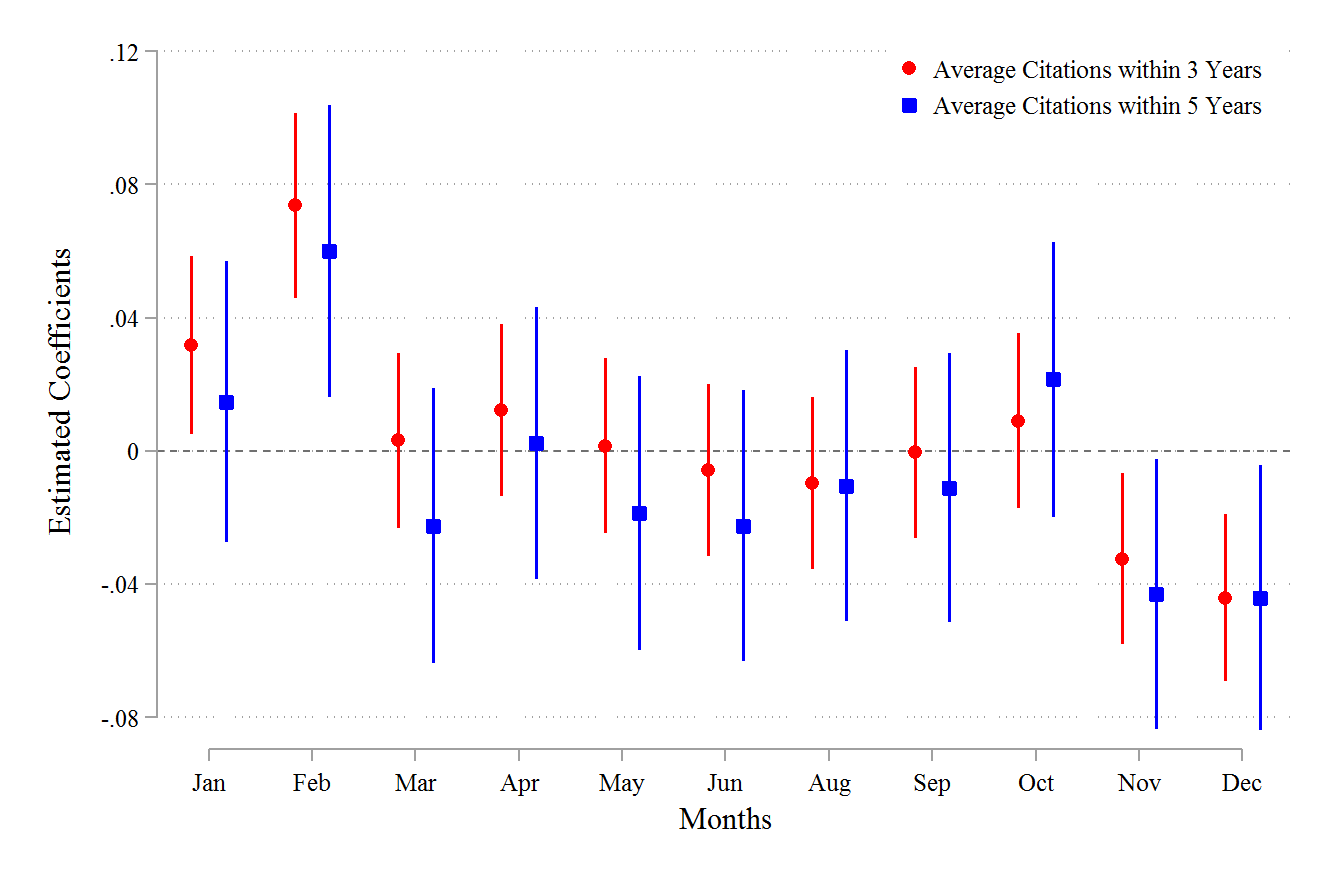 .12
.08
.04
0
-.04
-.08
Estimated Coefficients
Average Citations within 3 Years
Average Citations within 5 Years
Jan Feb Mar Apr May Jun Aug Sep Oct Nov Dec
Months